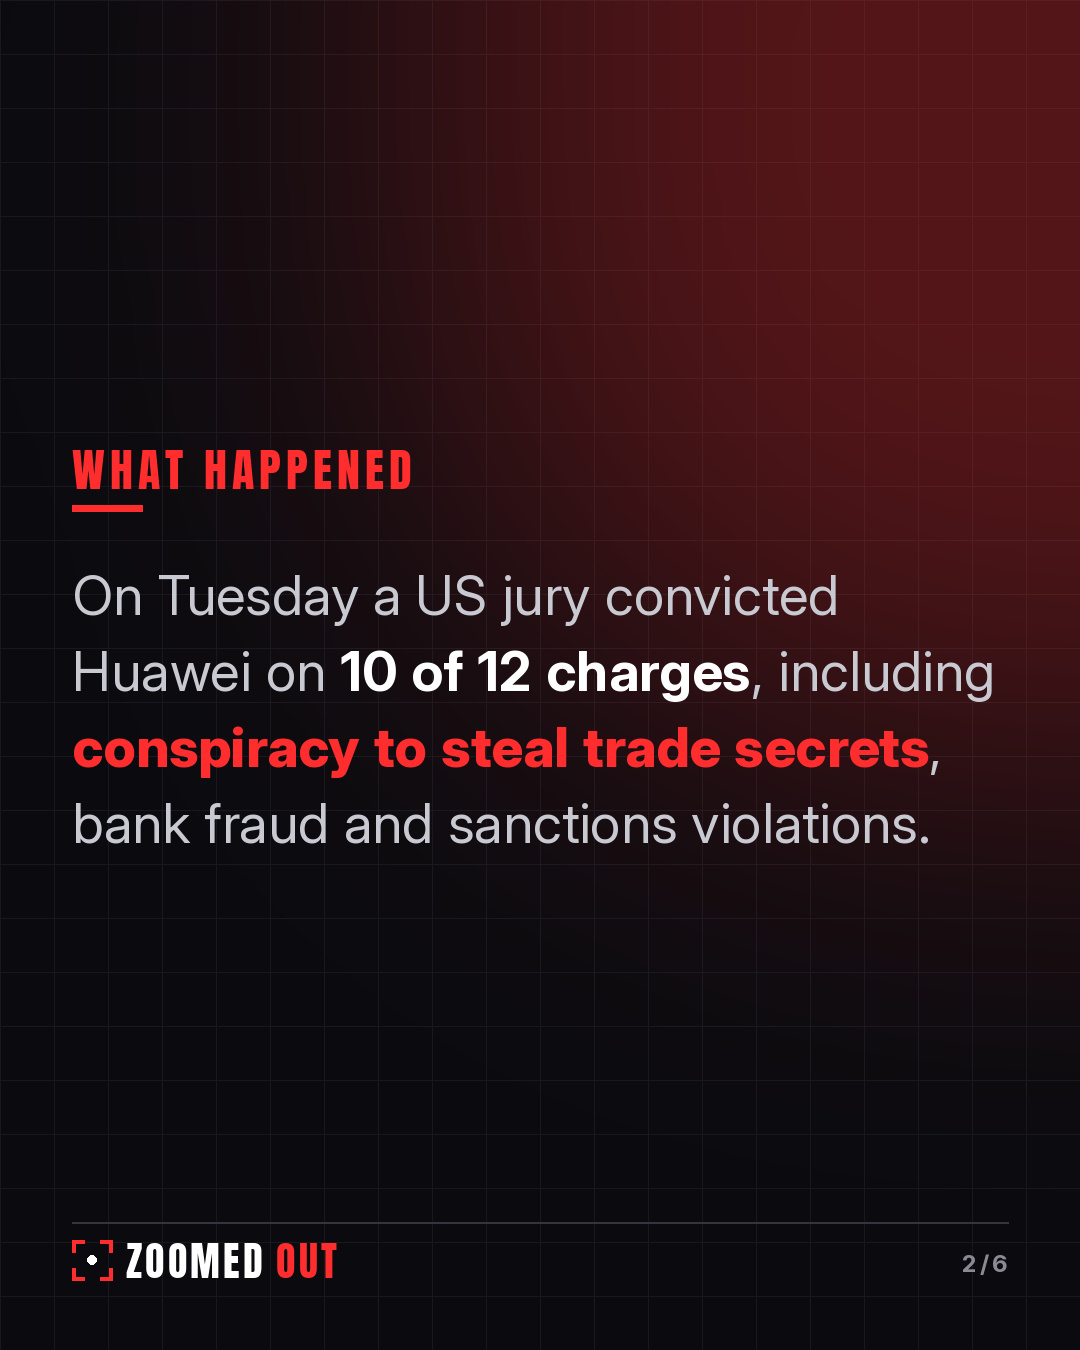 WHAT HAPPENED
On Tuesday a US jury convicted
Huawei on 10 of 12 charges, including
conspiracy to steal trade secrets,
bank fraud and sanctions violations.
ZOOMED OUT
2/6